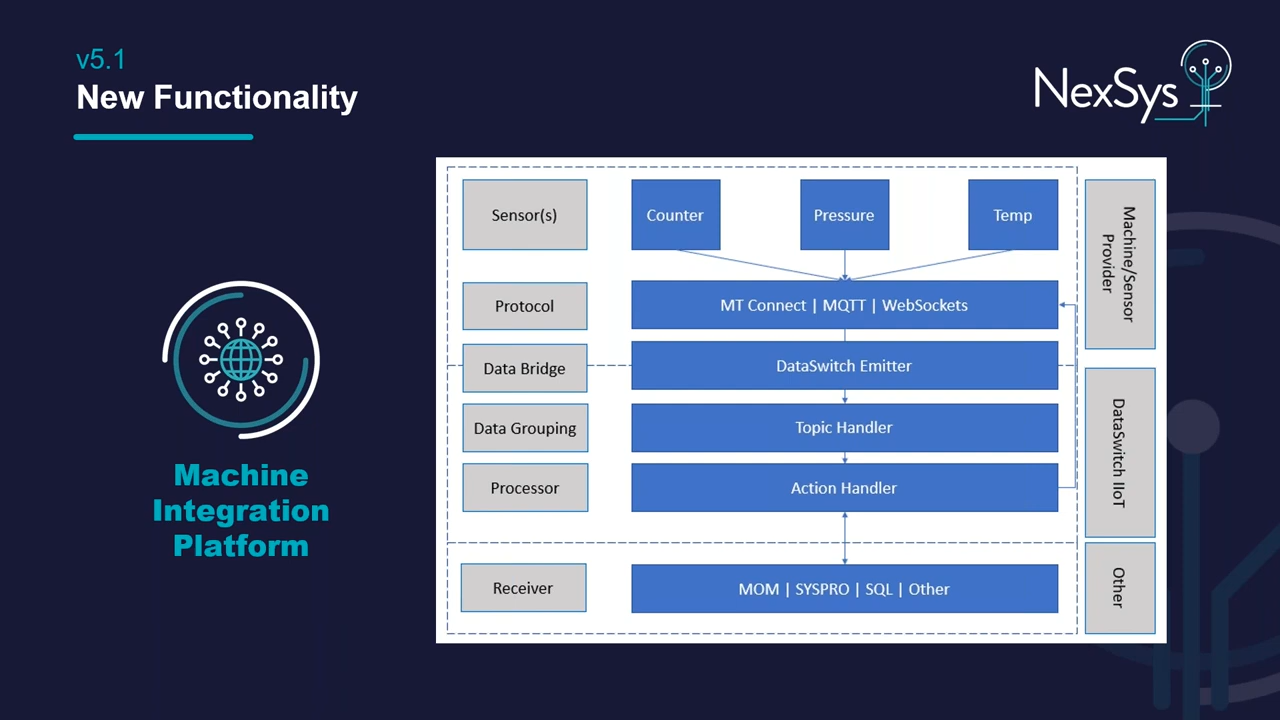 v5.1
New Functionality
NexSys
Machine
Integration
Platform
Sensor(s)
Counter
Pressure
Temp
Machine/Sensor
Provider
Protocol
MT Connect | MQTT | WebSockets
Data Bridge
DataSwitch Emitter
Data Grouping
Topic Handler
DataSwitch IIoT
Processor
Action Handler
Receiver
MOM | SYSPRO | SQL | Other
Other